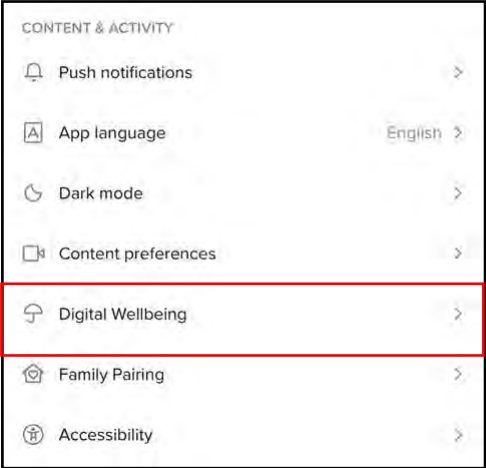 CONTENT & ACTIVITY
Push notifications
App language English
Dark mode
Content preferences
Digital Wellbeing
Family Pairing
Accessibility